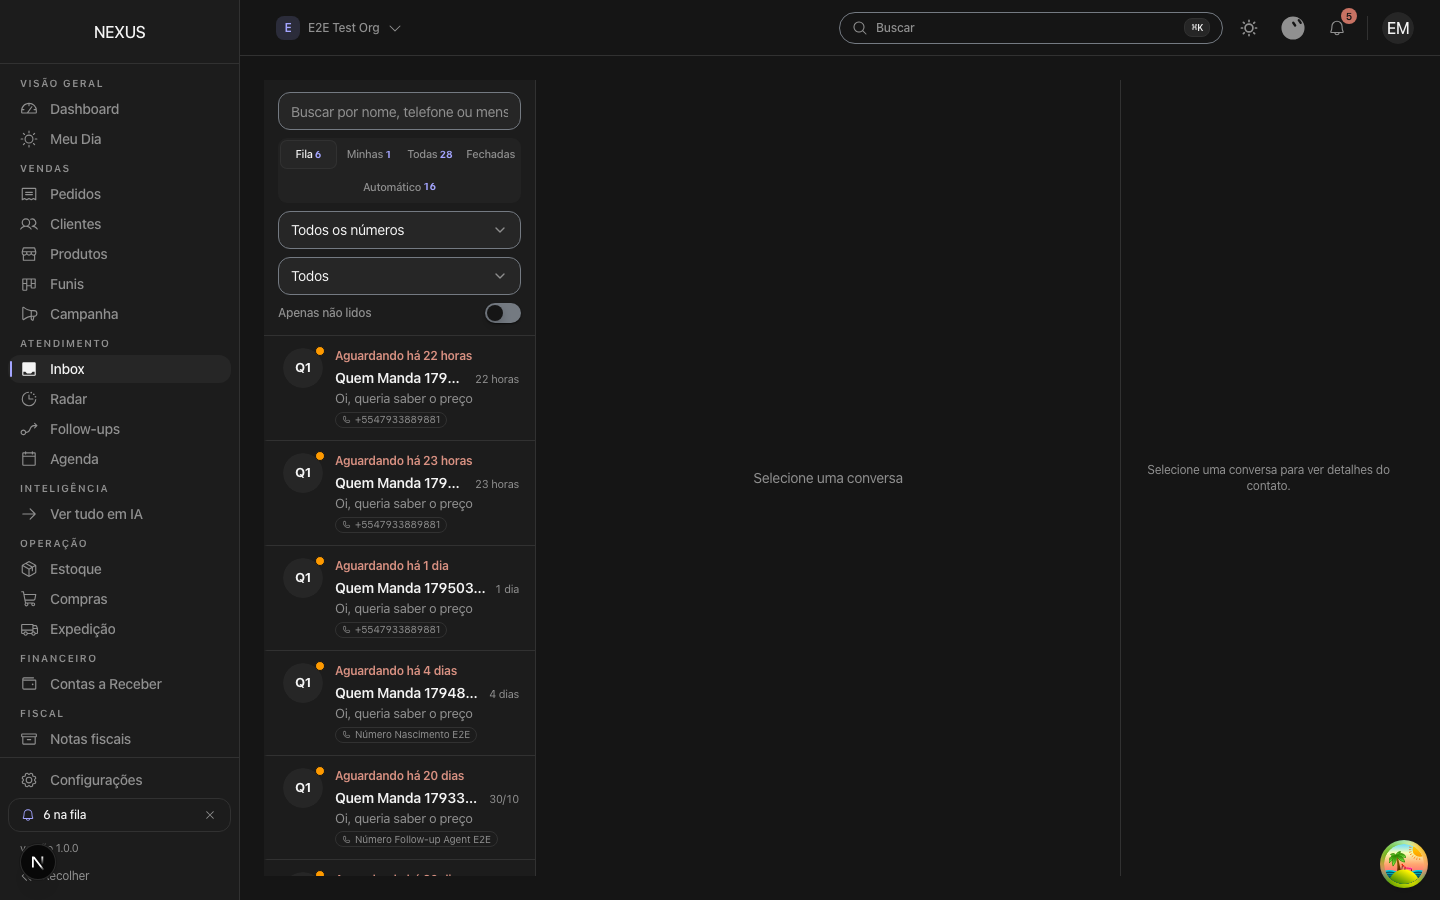 NEXUS
VISÃO GERAL
Dashboard
Meu Dia
VENDAS
Pedidos
Clientes
Produtos
Funis
Campanha
ATENDIMENTO
Inbox
Radar
Follow-ups
Agenda
INTELIGÊNCIA
Ver tudo em IA
OPERAÇÃO
Estoque
Compras
Expedição
FINANCEIRO
Contas a Receber
FISCAL
Notas fiscais
Configurações
6 na fila
1.0.0
N
E E2E Test Org
Buscar ⌘K
5
EM
Buscar por nome, telefone ou mens
Fila 6 Minhas 1 Todas 28 Fechadas
Automático 16
Todos os números
Todos
Apenas não lidos
Q1
Aguardando há 22 horas
Quem Manda 179... 22 horas
Oi, queria saber o preço
+5547933889881
Q1
Aguardando há 23 horas
Quem Manda 179... 23 horas
Oi, queria saber o preço
+5547933889881
Q1
Aguardando há 1 dia
Quem Manda 179503... 1 dia
Oi, queria saber o preço
+5547933889881
Q1
Aguardando há 4 dias
Quem Manda 17948... 4 dias
Oi, queria saber o preço
Número Nascimento E2E
Q1
Aguardando há 20 dias
Quem Manda 17933... 30/10
Oi, queria saber o preço
Número Follow-up Agent E2E
Selecione uma conversa
Selecione uma conversa para ver detalhes do
contato.